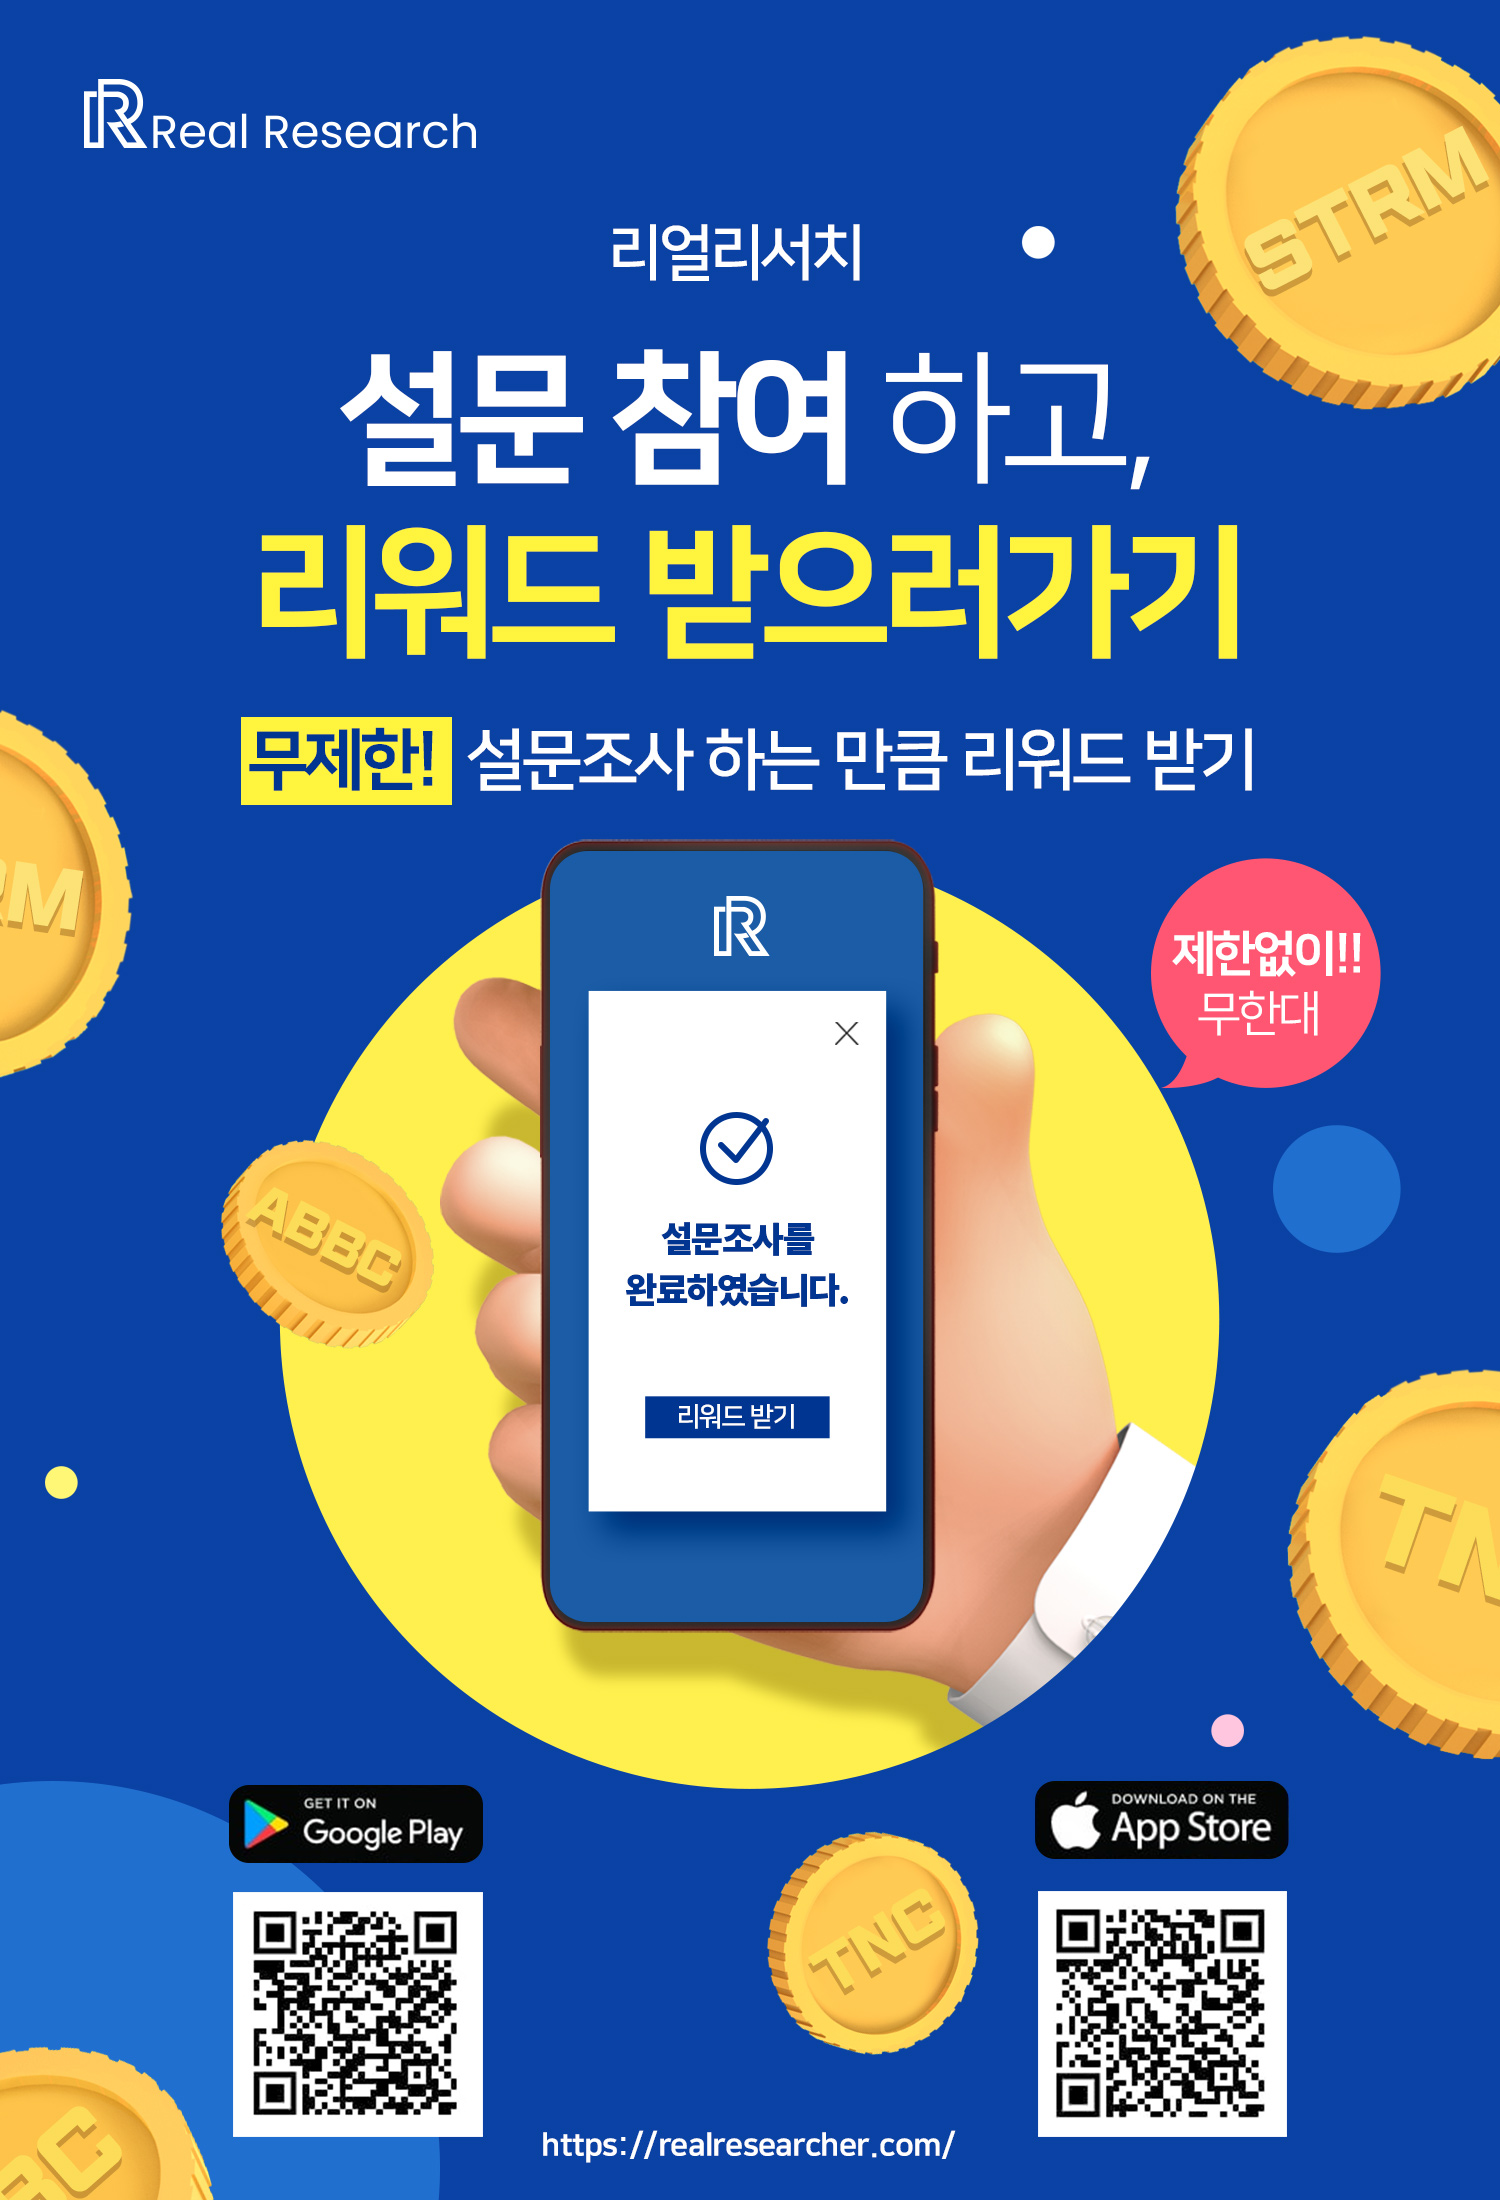 Real Research
STRM
리얼리서치
설문 참여 하고,
리워드 받으러가기
무제한! 설문조사 하는 만큼 리워드 받기
RM
제한없이!!
무한대
ABBC
설문조사를
완료하였습니다.
리워드 받기
TN
GET IT ON
Google Play
DOWNLOAD ON THE
App Store
TNC
BC
https://realresearcher.com/